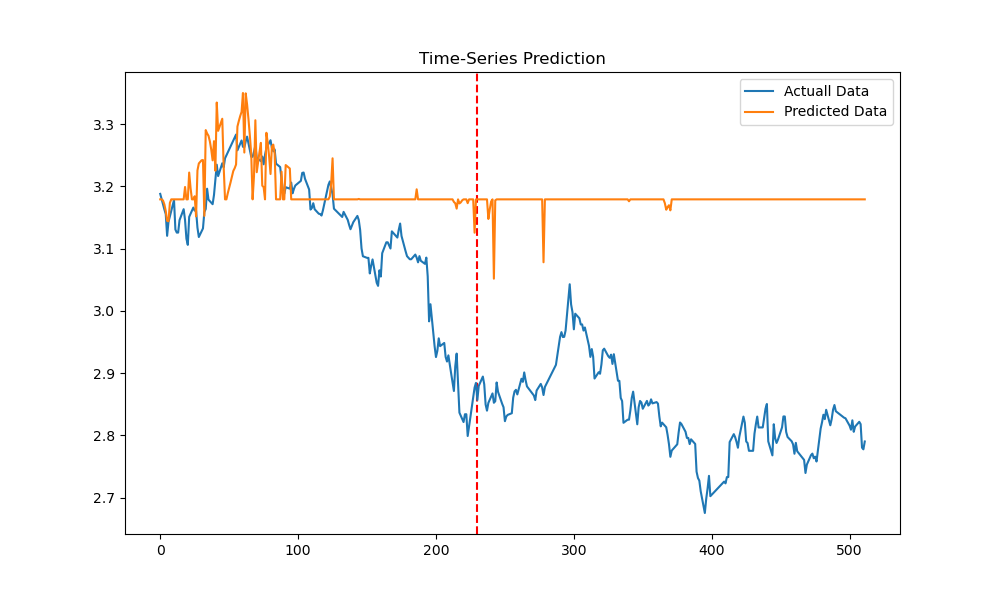 Time-Series Prediction
Actuall Data
Predicted Data
3.3
3.2
3.1
3.0
2.9
2.8
2.7
0 100 200 300 400 500